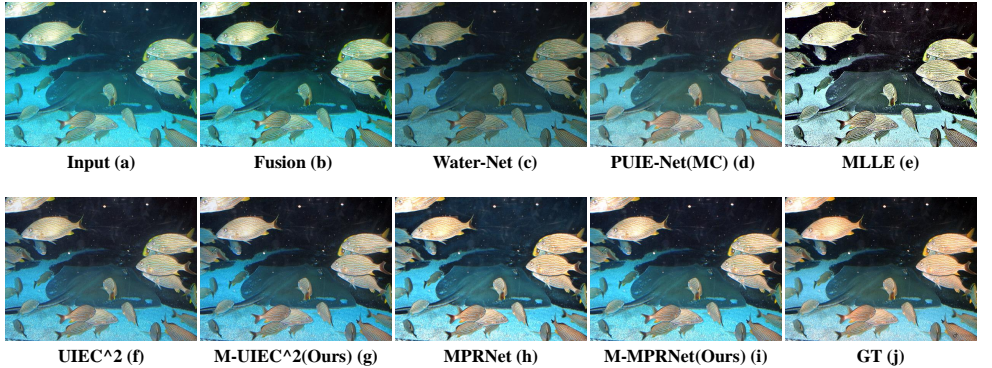 Input (a) Fusion (b) Water-Net (c) PUIE-Net(MC) (d) MLLE (e)
UIEC^2 (f) M-UIEC^2(Ours) (g) MPRNet (h) M-MPRNet(Ours) (i) GT (j)